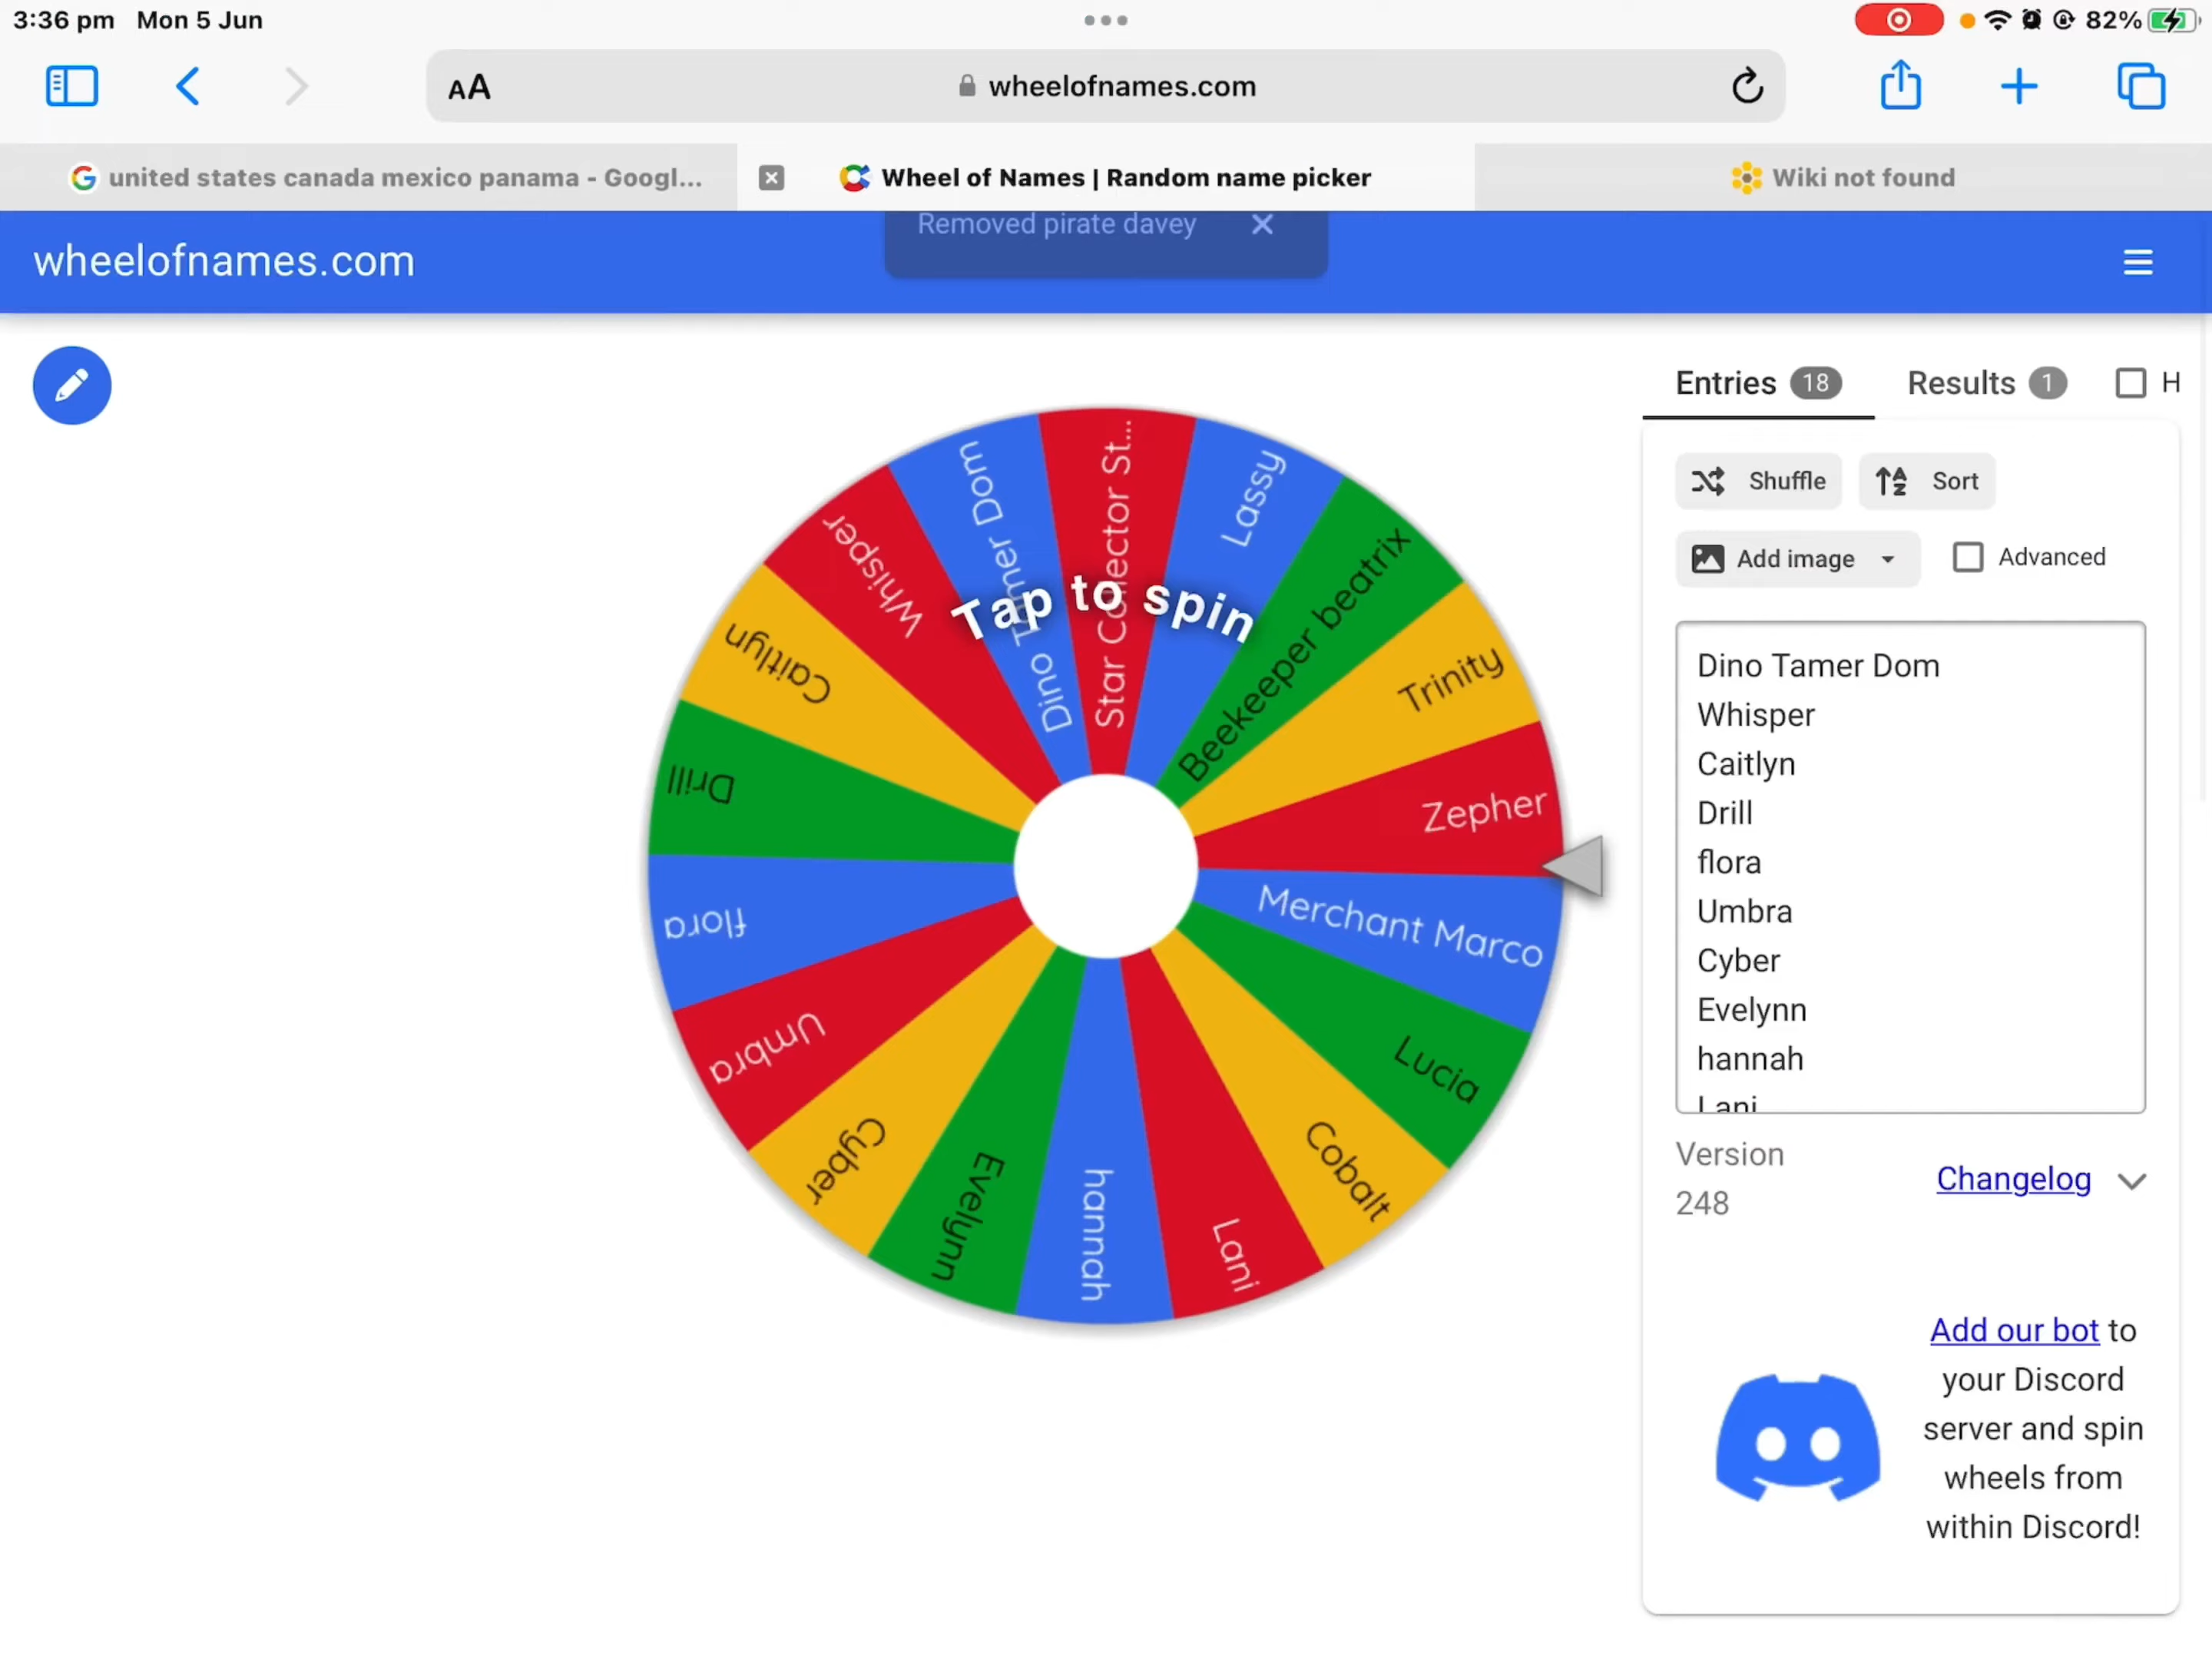 3:36 pm Mon 5 Jun
82%
AA
wheelofnames.com
united states canada mexico panama - Googl...
Wheel of Names | Random name picker
Wiki not found
Removed pirate davey
wheelofnames.com
Entries 18
Results 1
H
Shuffle
Sort
Add image
Advanced
Dino Tamer Dom
Whisper
Caitlyn
Drill
flora
Umbra
Cyber
Evelynn
hannah
Lani
Version
248
Changelog
Add our bot to
your Discord
server and spin
wheels from
within Discord!
Tap to spin
Dino Tamer Dom
Star Collector St...
Lassy
Beekeeper beatrix
Trinity
Zepher
Merchant Marco
Lucia
Cobalt
Lani
hannah
Evelynn
Cyber
Umbra
flora
Drill
Caitlyn
Whisper